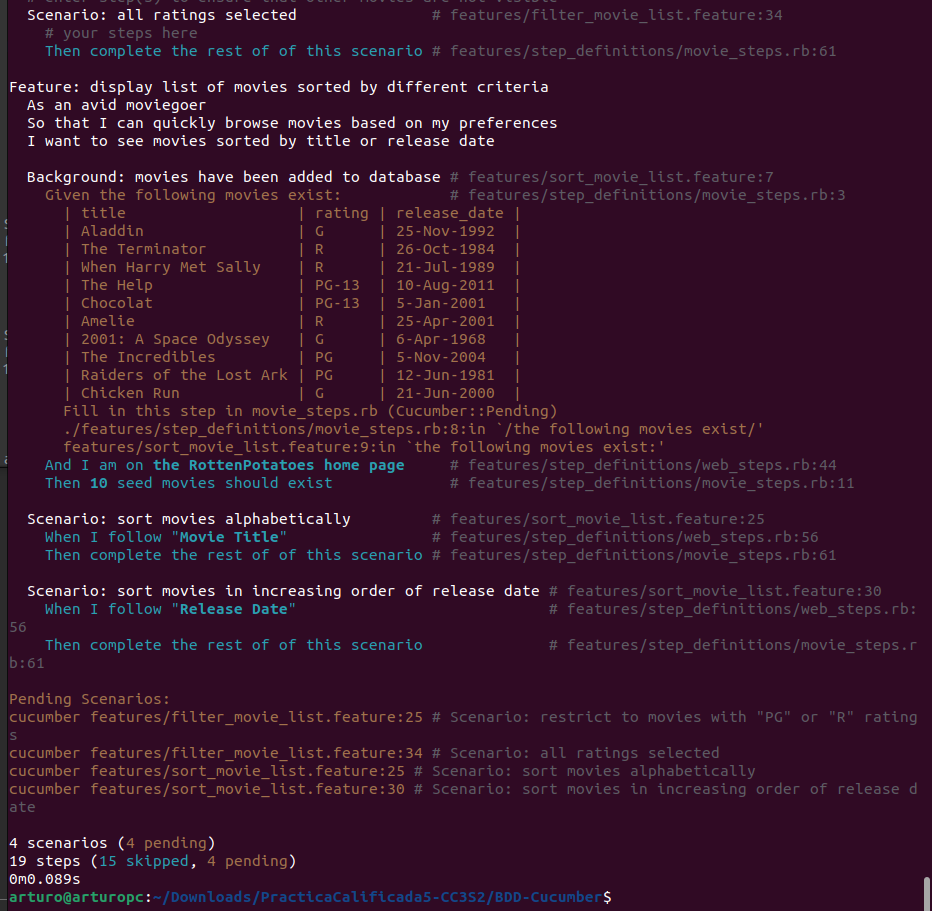 # enter step(s) to ensure that other movies are not visible
Scenario: all ratings selected # features/filter_movie_list.feature:34
# your steps here
Then complete the rest of of this scenario # features/step_definitions/movie_steps.rb:61
Feature: display list of movies sorted by different criteria
As an avid moviegoer
So that I can quickly browse movies based on my preferences
I want to see movies sorted by title or release date
Background: movies have been added to database # features/sort_movie_list.feature:7
Given the following movies exist: # features/step_definitions/movie_steps.rb:3
| title | rating | release_date |
| Aladdin | G | 25-Nov-1992 |
| The Terminator | R | 26-Oct-1984 |
| When Harry Met Sally | R | 21-Jul-1989 |
| The Help | PG-13 | 10-Aug-2011 |
| Chocolat | PG-13 | 5-Jan-2001 |
| Amelie | R | 25-Apr-2001 |
| 2001: A Space Odyssey | G | 6-Apr-1968 |
| The Incredibles | PG | 5-Nov-2004 |
| Raiders of the Lost Ark | PG | 12-Jun-1981 |
| Chicken Run | G | 21-Jun-2000 |
Fill in this step in movie_steps.rb (Cucumber::Pending)
./features/step_definitions/movie_steps.rb:8:in `/the following movies exist/'
features/sort_movie_list.feature:9:in `the following movies exist:'
And I am on the RottenPotatoes home page # features/step_definitions/web_steps.rb:44
Then 10 seed movies should exist # features/step_definitions/movie_steps.rb:11
Scenario: sort movies alphabetically # features/sort_movie_list.feature:25
When I follow "Movie Title" # features/step_definitions/web_steps.rb:56
Then complete the rest of of this scenario # features/step_definitions/movie_steps.rb:61
Scenario: sort movies in increasing order of release date # features/sort_movie_list.feature:30
When I follow "Release Date" # features/step_definitions/web_steps.rb:
56
Then complete the rest of of this scenario # features/step_definitions/movie_steps.r
b:61
Pending Scenarios:
cucumber features/filter_movie_list.feature:25 # Scenario: restrict to movies with "PG" or "R" rating
s
cucumber features/filter_movie_list.feature:34 # Scenario: all ratings selected
cucumber features/sort_movie_list.feature:25 # Scenario: sort movies alphabetically
cucumber features/sort_movie_list.feature:30 # Scenario: sort movies in increasing order of release d
ate
4 scenarios (4 pending)
19 steps (15 skipped, 4 pending)
0m0.089s
arturo@arturopc:~/Downloads/PracticaCalificada5-CC3S2/BDD-Cucumber$